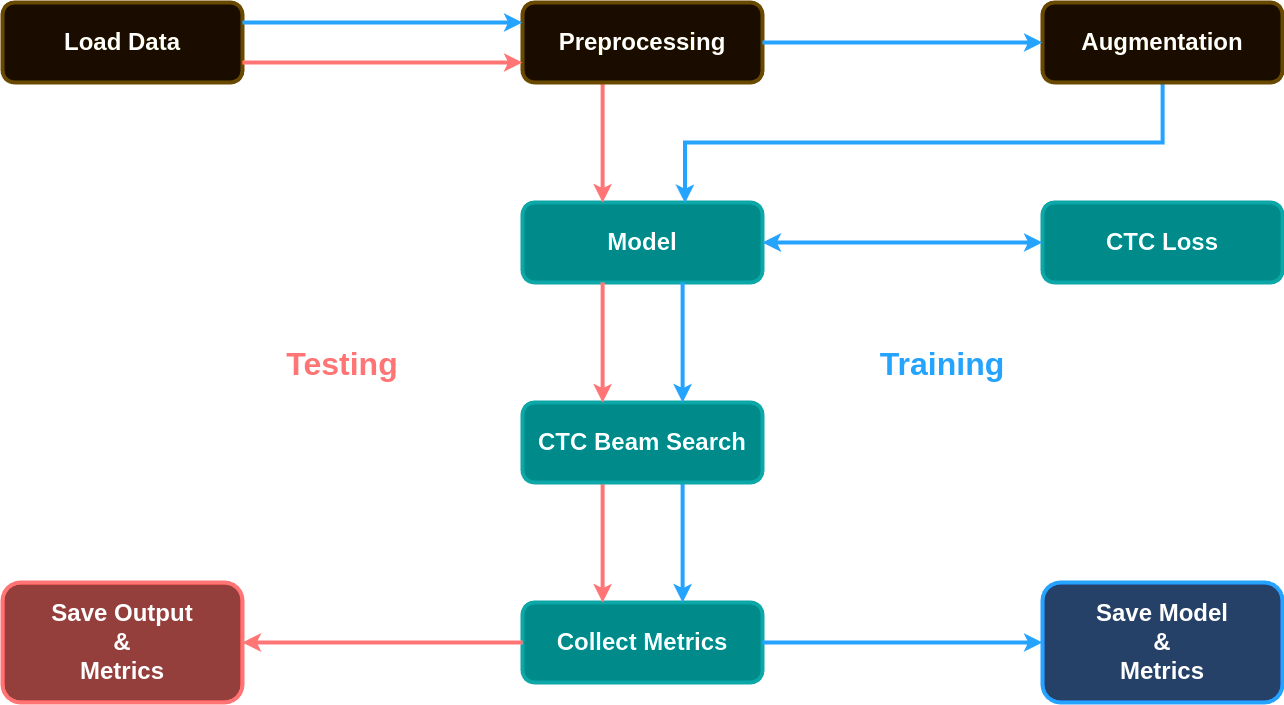 Load Data
Preprocessing
Augmentation
Model
CTC Loss
Testing
Training
CTC Beam Search
Save Output
&
Metrics
Collect Metrics
Save Model
&
Metrics